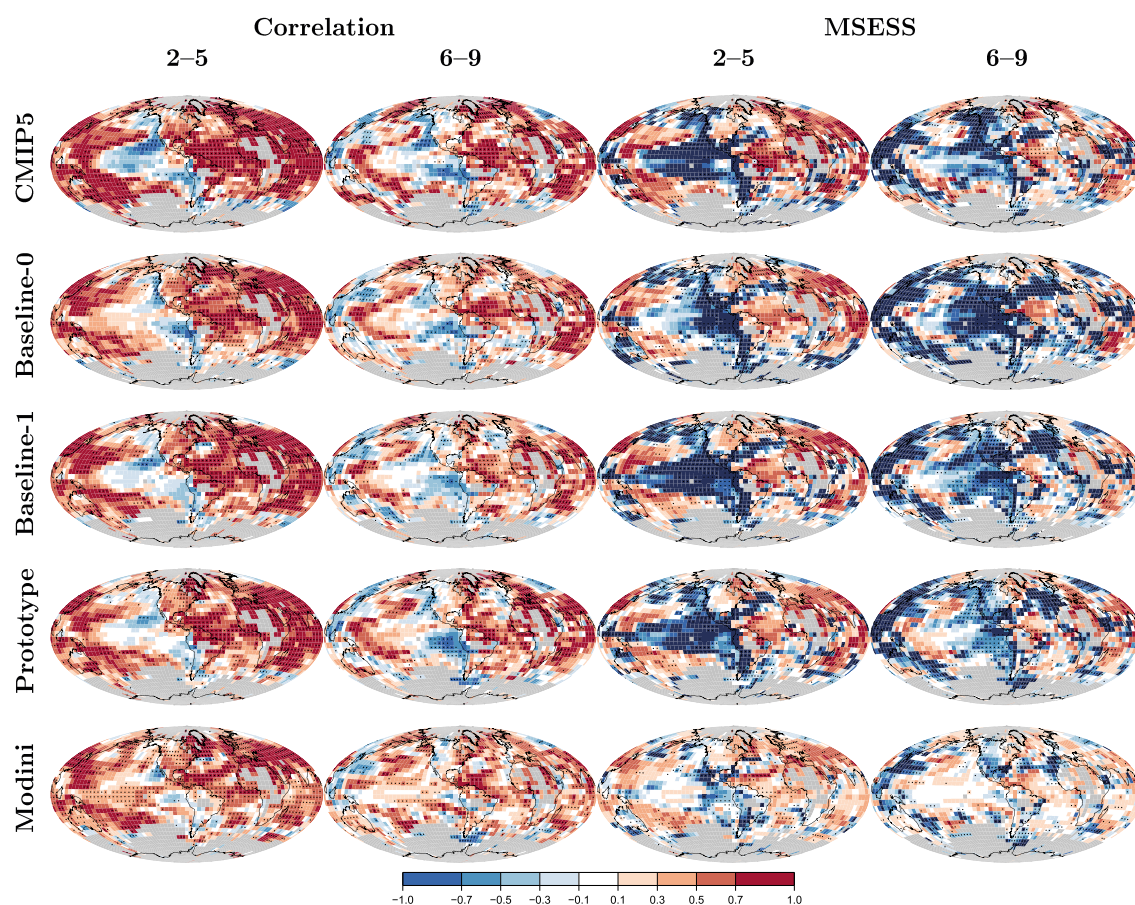 Correlation MSESS
2–5 6–9 2–5 6–9
CMIP5
Baseline-0
Baseline-1
Prototype
Modini
−1.0 −0.7 −0.5 −0.3 −0.1 0.1 0.3 0.5 0.7 1.0